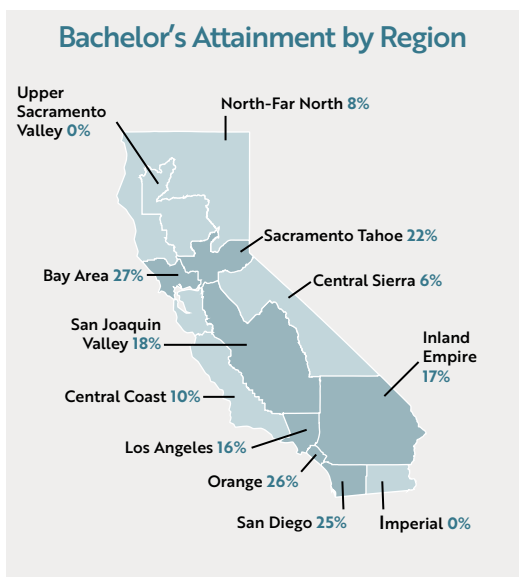 Bachelor's Attainment by Region
Upper
Sacramento
Valley 0%
North-Far North 8%
Sacramento Tahoe 22%
Bay Area 27%
Central Sierra 6%
San Joaquin
Valley 18%
Inland
Empire
17%
Central Coast 10%
Los Angeles 16%
Orange 26%
San Diego 25%
Imperial 0%